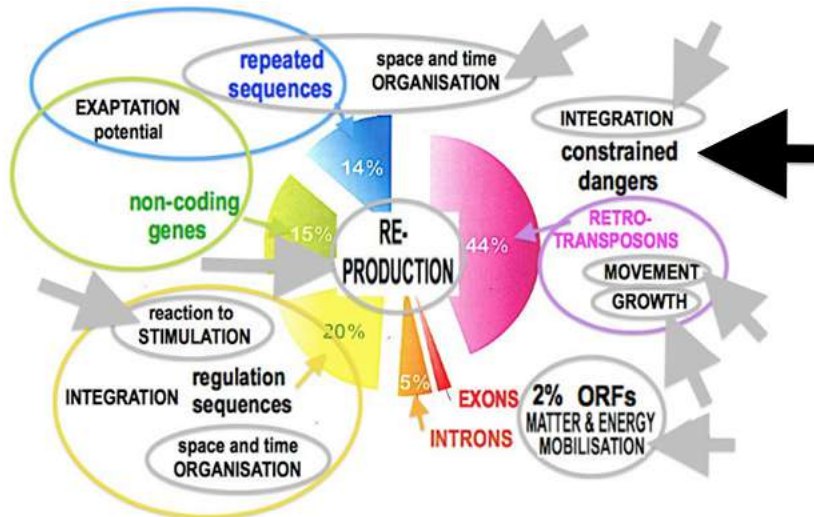 repeated
sequences
space and time
ORGANISATION
EXAPTATION
potential
INTEGRATION
constrained
dangers
14%
non-coding
genes
15%
RE-
PRODUCTION
44%
RETRO-
TRANSPOSONS
MOVEMENT
GROWTH
reaction to
STIMULATION
20%
INTEGRATION
regulation
sequences
5%
EXONS
INTRONS
2% ORFs
MATTER & ENERGY
MOBILISATION
space and time
ORGANISATION